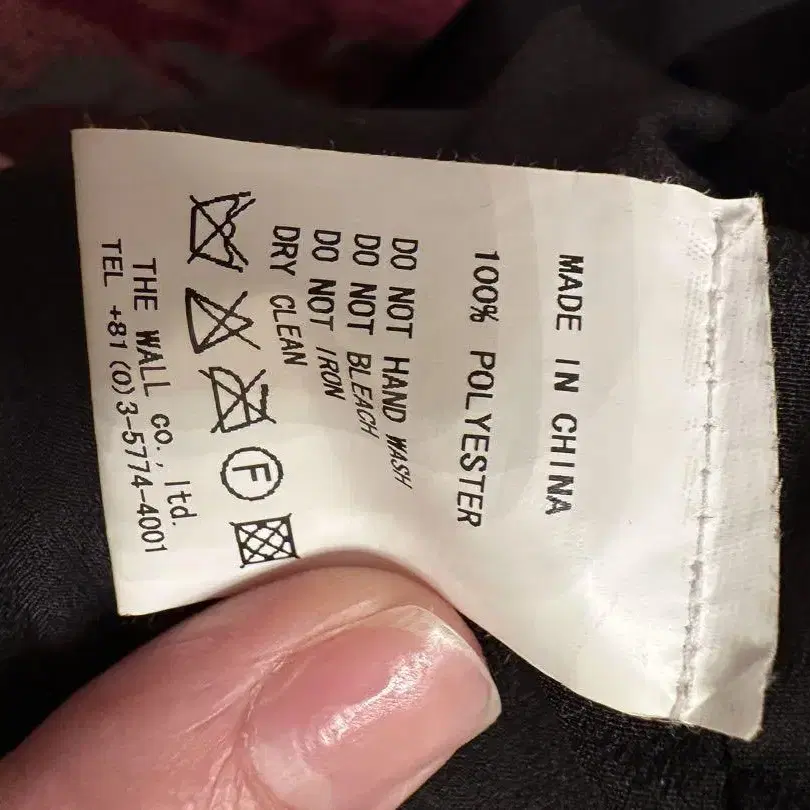 MADE IN CHINA
100% POLYESTER
DO NOT HAND WASH
DO NOT BLEACH
DO NOT IRON
DRY CLEAN
F
THE WALL co., ltd.
TEL +81(0)3-5774-4001